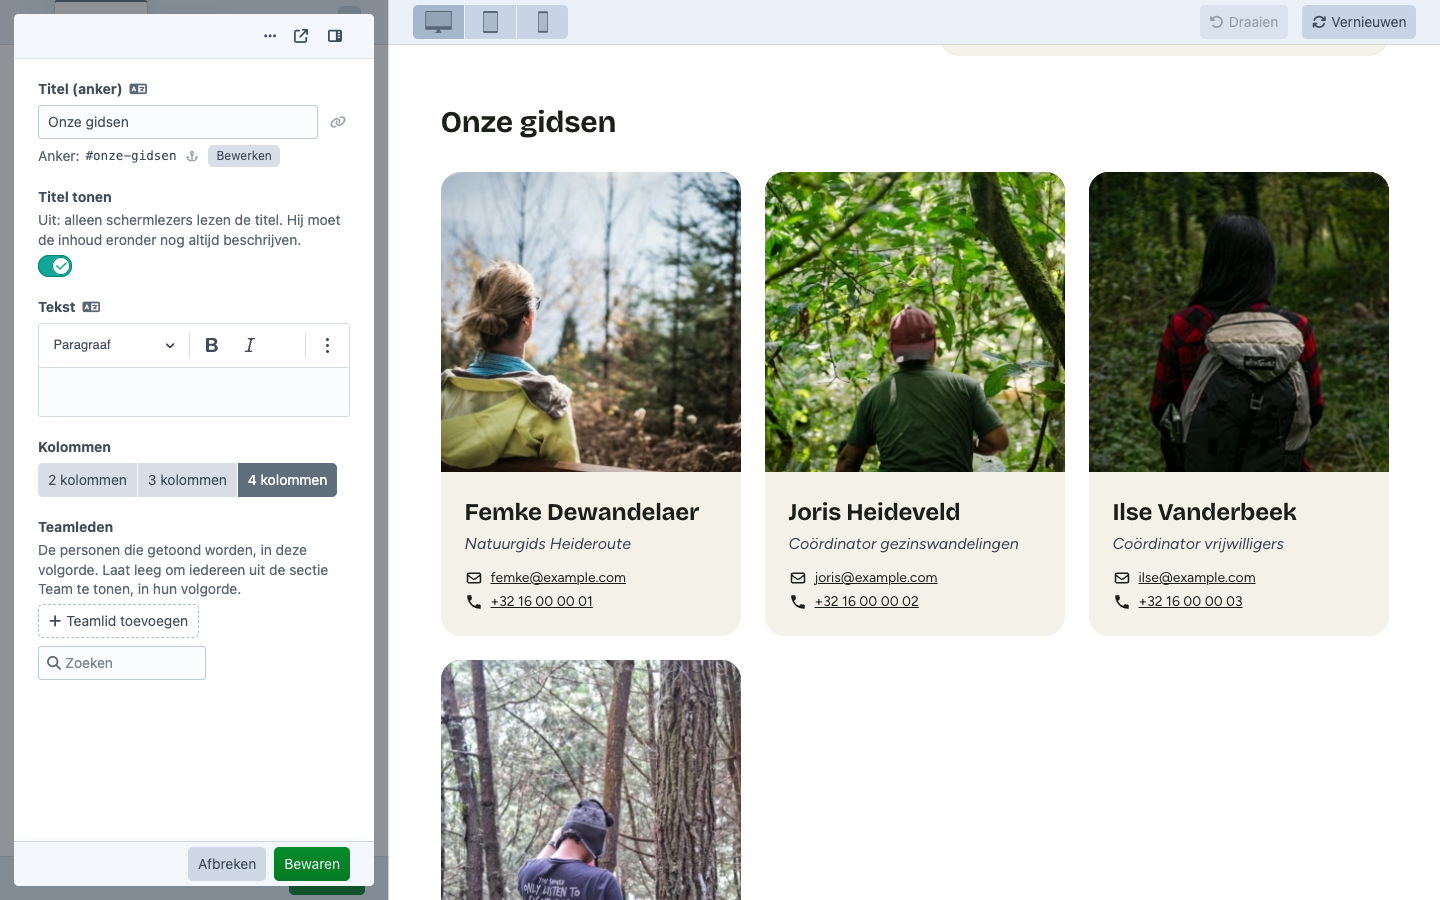 Draaien
Vernieuwen
Titel (anker)
Onze gidsen
Anker: #onze-gidsen
Bewerken
Titel tonen
Uit: alleen schermlezers lezen de titel. Hij moet
de inhoud eronder nog altijd beschrijven.
Tekst
Paragraaf
B I
Kolommen
2 kolommen
3 kolommen
4 kolommen
Teamleden
De personen die getoond worden, in deze
volgorde. Laat leeg om iedereen uit de sectie
Team te tonen, in hun volgorde.
Teamlid toevoegen
Zoeken
Afbreken
Bewaren
Onze gidsen
Femke Dewandelaer
Natuurgids Heideroute
femke@example.com
+32 16 00 00 01
Joris Heideveld
Coördinator gezinswandelingen
joris@example.com
+32 16 00 00 02
Ilse Vanderbeek
Coördinator vrijwilligers
ilse@example.com
+32 16 00 00 03
ONLY LISTEN TO